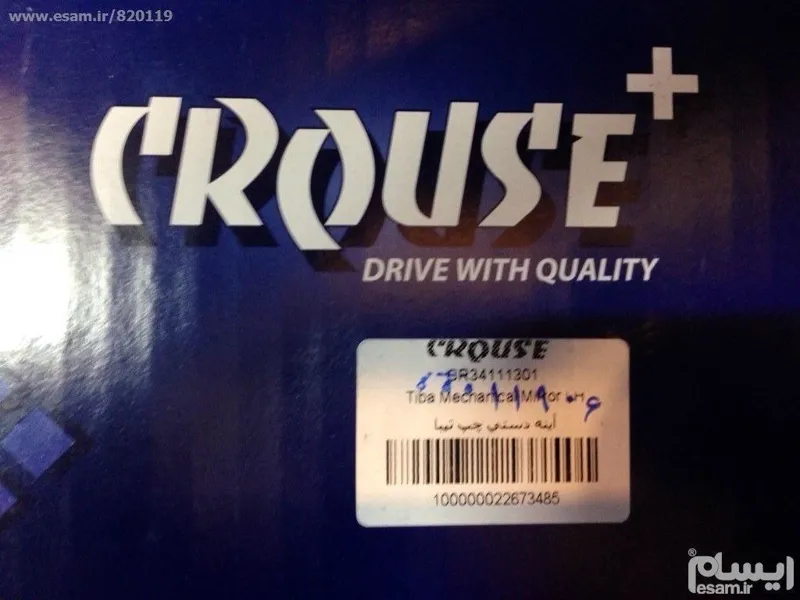 www.esam.ir/820119
CROUSE+
DRIVE WITH QUALITY
CROUSE
BR34111301
Tiba Mechanical Mirror LH
اینه دستی چپ تیبا
100000022673485
ایسام®
esam.ir